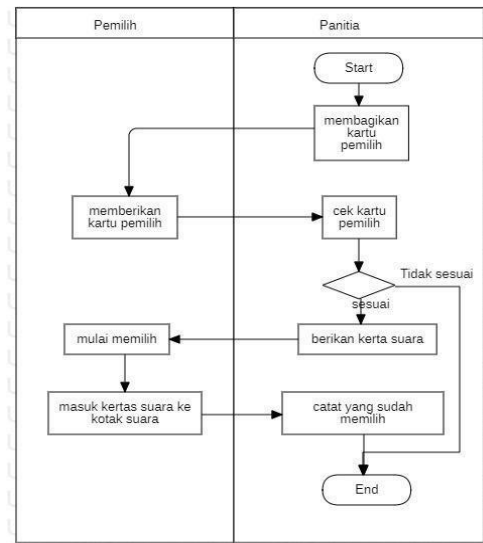 Pemilih
Panitia
Start
membagikan
kartu
pemilih
memberikan
kartu pemilih
cek kartu
pemilih
Tidak sesuai
sesuai
mulai memilih
berikan kerta suara
masuk kertas suara ke
kotak suara
catat yang sudah
memilih
End